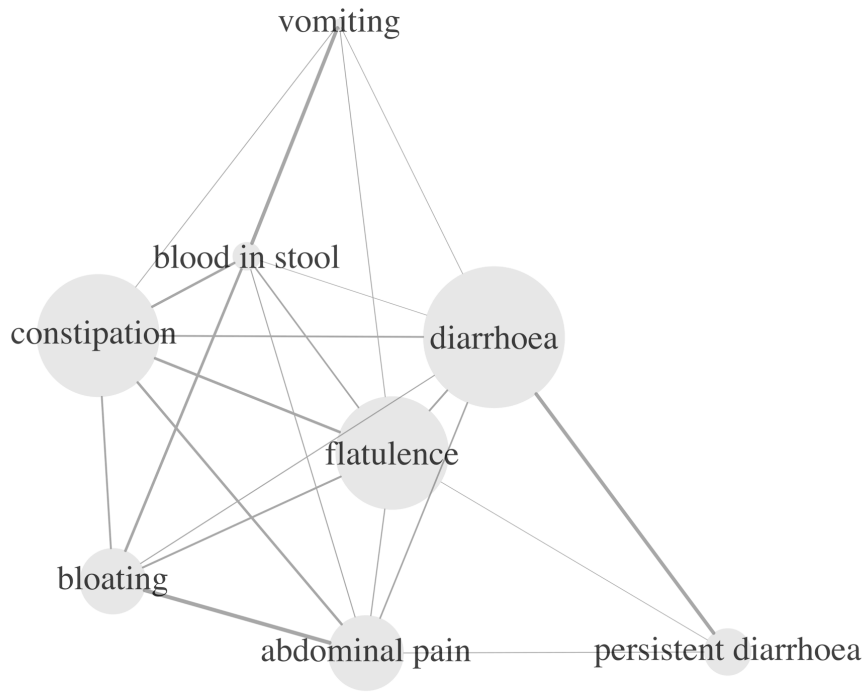 vomiting
blood in stool
constipation
diarrhoea
flatulence
bloating
abdominal pain
persistent diarrhoea